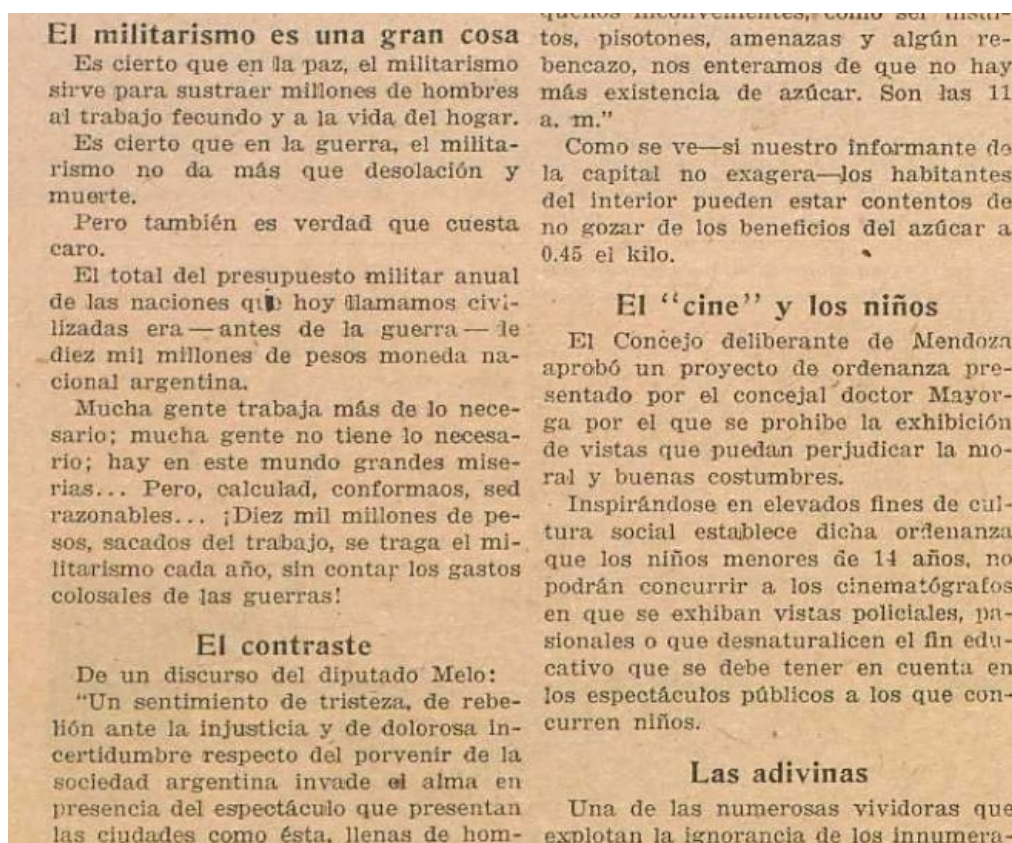 El militarismo es una gran cosa
Es cierto que en la paz, el militarismo
sirve para sustraer millones de hombres
al trabajo fecundo y a la vida del hogar.
Es cierto que en la guerra, el milita-
rismo no da más que desolación y
muerte.
Pero también es verdad que cuesta
caro.
El total del presupuesto militar anual
de las naciones que hoy llamamos civi-
lizadas era—antes de la guerra—de
diez mil millones de pesos moneda na-
cional argentina.
Mucha gente trabaja más de lo nece-
sario; mucha gente no tiene lo necesa-
rio; hay en este mundo grandes mise-
rias... Pero, calculad, conformaos, sed
razonables... ¡Diez mil millones de pe-
sos, sacados del trabajo, se traga el mi-
litarismo cada año, sin contar los gastos
colosales de las guerras!
El contraste
De un discurso del diputado Melo:
"Un sentimiento de tristeza, de rebe-
lión ante la injusticia y de dolorosa in-
certidumbre respecto del porvenir de la
sociedad argentina invade el alma en
presencia del espectáculo que presentan
las ciudades como ésta, llenas de hom-
quenos inconvenientes, como ser insul-
tos, pisotones, amenazas y algún re-
bencazo, nos enteramos de que no hay
más existencia de azúcar. Son las 11
a. m."
Como se ve—si nuestro informante de
la capital no exagera—los habitantes
del interior pueden estar contentos de
no gozar de los beneficios del azúcar a
0.45 el kilo.
El "cine" y los niños
El Concejo deliberante de Mendoza
aprobó un proyecto de ordenanza pre-
sentado por el concejal doctor Mayor-
ga por el que se prohibe la exhibición
de vistas que puedan perjudicar la mo-
ral y buenas costumbres.
Inspirándose en elevados fines de cul-
tura social establece dicha ordenanza
que los niños menores de 14 años, no
podrán concurrir a los cinematógrafos
en que se exhiban vistas policiales, pa-
sionales o que desnaturalicen el fin edu-
cativo que se debe tener en cuenta en
los espectáculos públicos a los que con-
curren niños.
Las adivinas
Una de las numerosas vividoras que
explotan la ignorancia de los innumera-